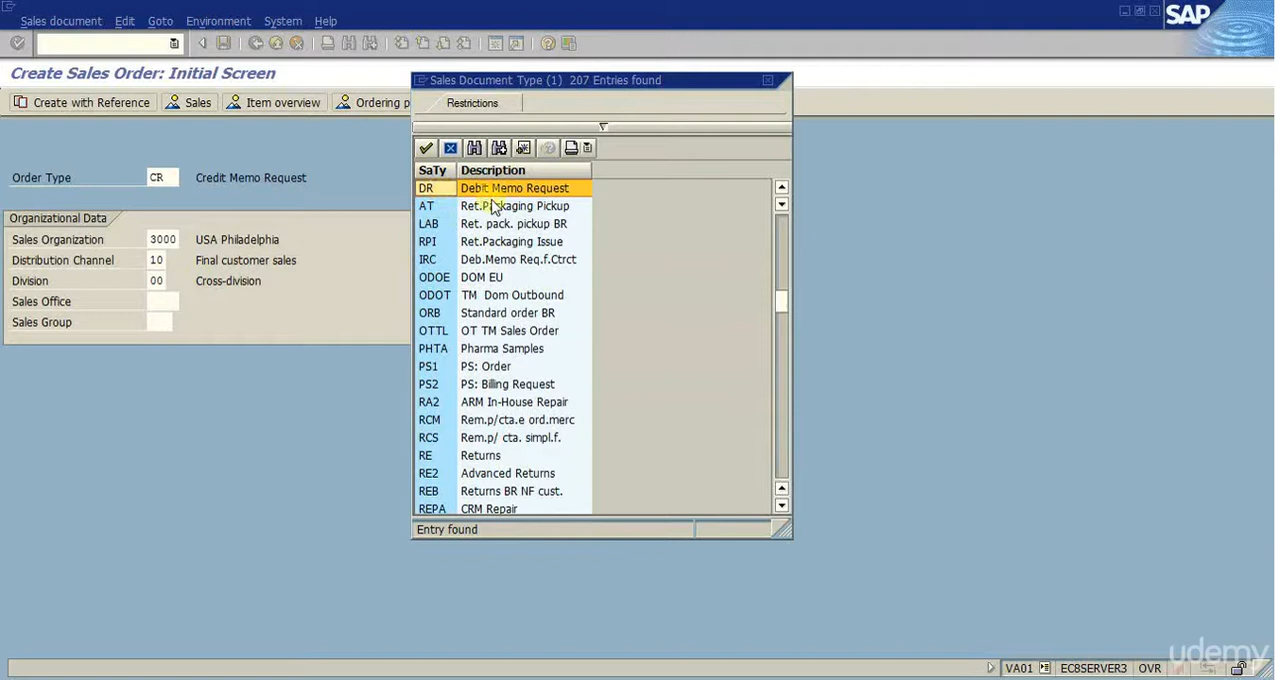 Sales document Edit Goto Environment System Help
SAP
Create Sales Order: Initial Screen
Create with Reference Sales Item overview Ordering p
Order Type CR Credit Memo Request
Organizational Data
Sales Organization 3000 USA Philadelphia
Distribution Channel 10 Final customer sales
Division 00 Cross-division
Sales Office
Sales Group
Sales Document Type (1) 207 Entries found
Restrictions
SaTy Description
DR Debit Memo Request
AT Ret.Packaging Pickup
LAB Ret. pack. pickup BR
RPI Ret.Packaging Issue
IRC Deb.Memo Req.f.Ctrct
ODOE DOM EU
ODOT TM Dom Outbound
ORB Standard order BR
OTTL OT TM Sales Order
PHTA Pharma Samples
PS1 PS: Order
PS2 PS: Billing Request
RA2 ARM In-House Repair
RCM Rem.p/cta.e ord.merc
RCS Rem.p/ cta. simpl.f.
RE Returns
RE2 Advanced Returns
REB Returns BR NF cust.
REPA CRM Repair
Entry found
udemy
VA01 EC8SERVER3 OVR